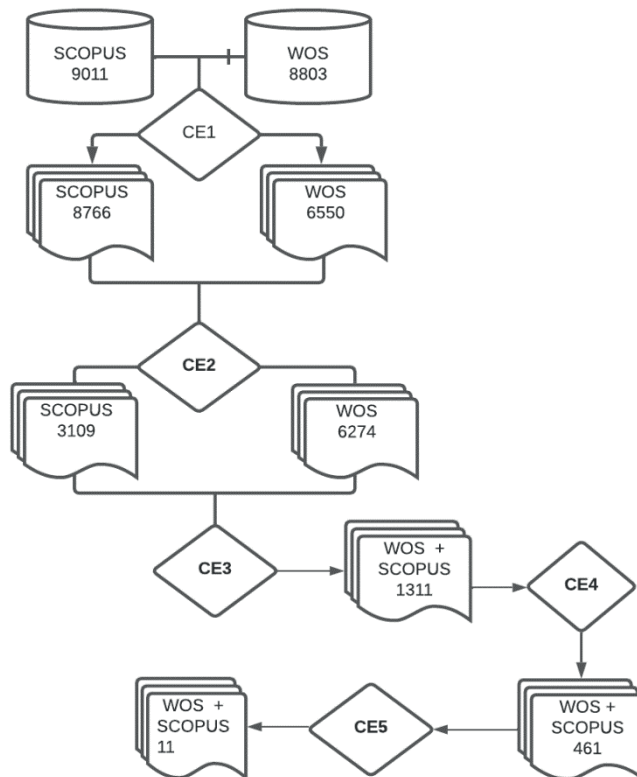 SCOPUS
9011
WOS
8803
CE1
SCOPUS
8766
WOS
6550
CE2
SCOPUS
3109
WOS
6274
CE3
WOS +
SCOPUS
1311
CE4
WOS +
SCOPUS
461
CE5
WOS +
SCOPUS
11